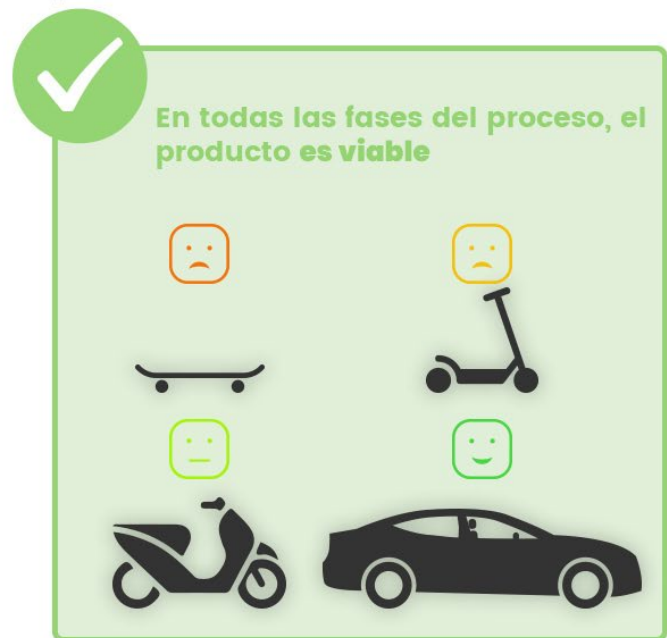 En todas las fases del proceso, el
producto es viable